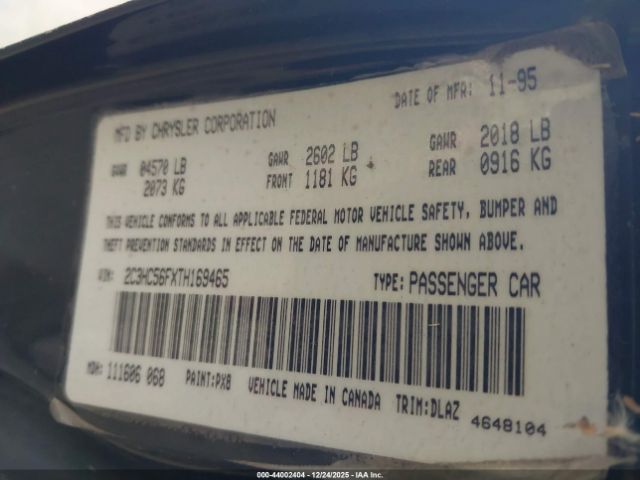 DATE OF MFR: 11-95
MFD BY CHRYSLER CORPORATION
GVWR 04570 LB GAWR 2602 LB GAWR 2018 LB
2073 KG FRONT 1181 KG REAR 0916 KG
THIS VEHICLE CONFORMS TO ALL APPLICABLE FEDERAL MOTOR VEHICLE SAFETY, BUMPER AND
THEFT PREVENTION STANDARDS IN EFFECT ON THE DATE OF MANUFACTURE SHOWN ABOVE.
VIN: 2C3HC56FXTH169465 TYPE: PASSENGER CAR
MDH: 111606 068 PAINT:PX8 VEHICLE MADE IN CANADA TRIM:DLAZ
4648104
000-44002404 - 12/24/2025 - IAA Inc.